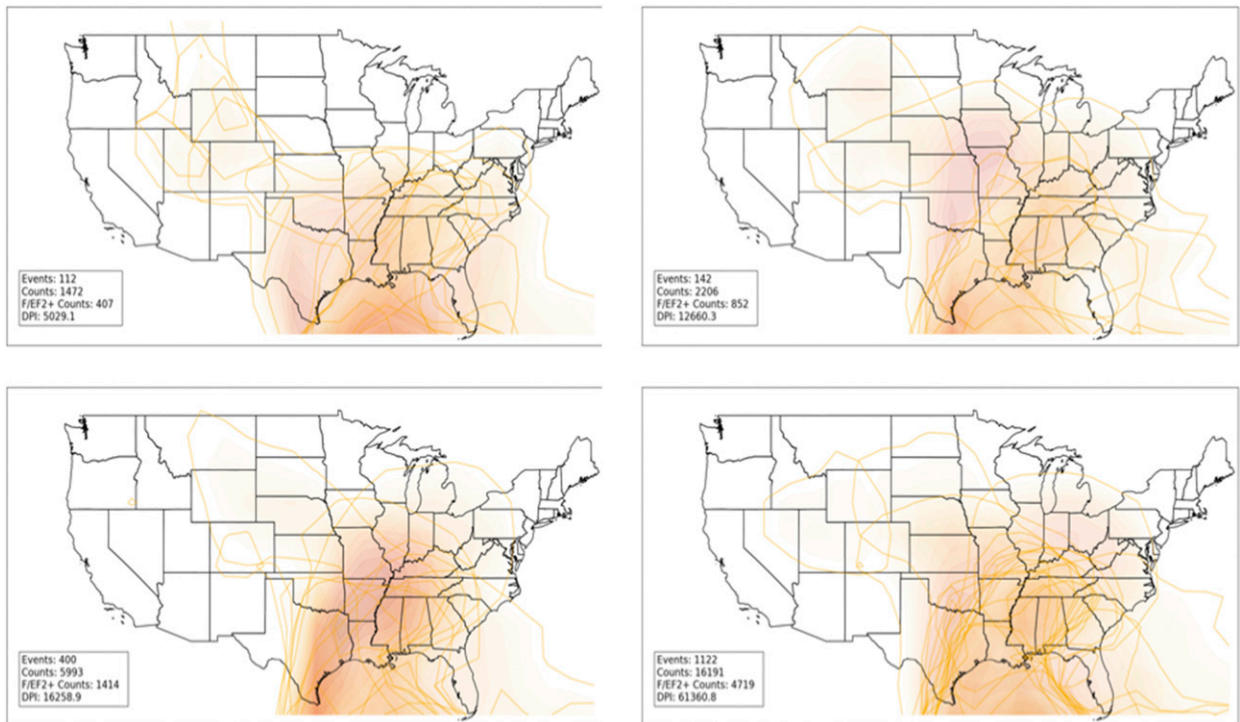 Events: 112
Counts: 1472
F/EF2+ Counts: 407
DPI: 5029.1
Events: 142
Counts: 2206
F/EF2+ Counts: 852
DPI: 12660.3
Events: 400
Counts: 5993
F/EF2+ Counts: 1414
DPI: 16258.9
Events: 1122
Counts: 16191
F/EF2+ Counts: 4719
DPI: 61360.8